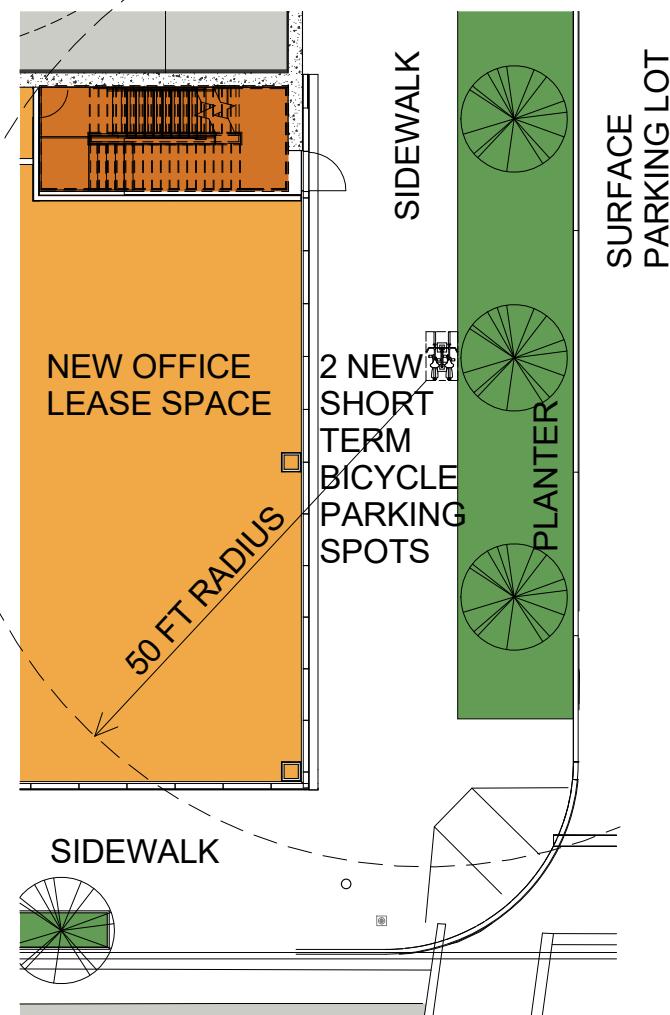 SIDEWALK
SURFACE
PARKING LOT
NEW OFFICE
LEASE SPACE
2 NEW
SHORT
TERM
BICYCLE
PARKING
SPOTS
PLANTER
50 FT RADIUS
SIDEWALK